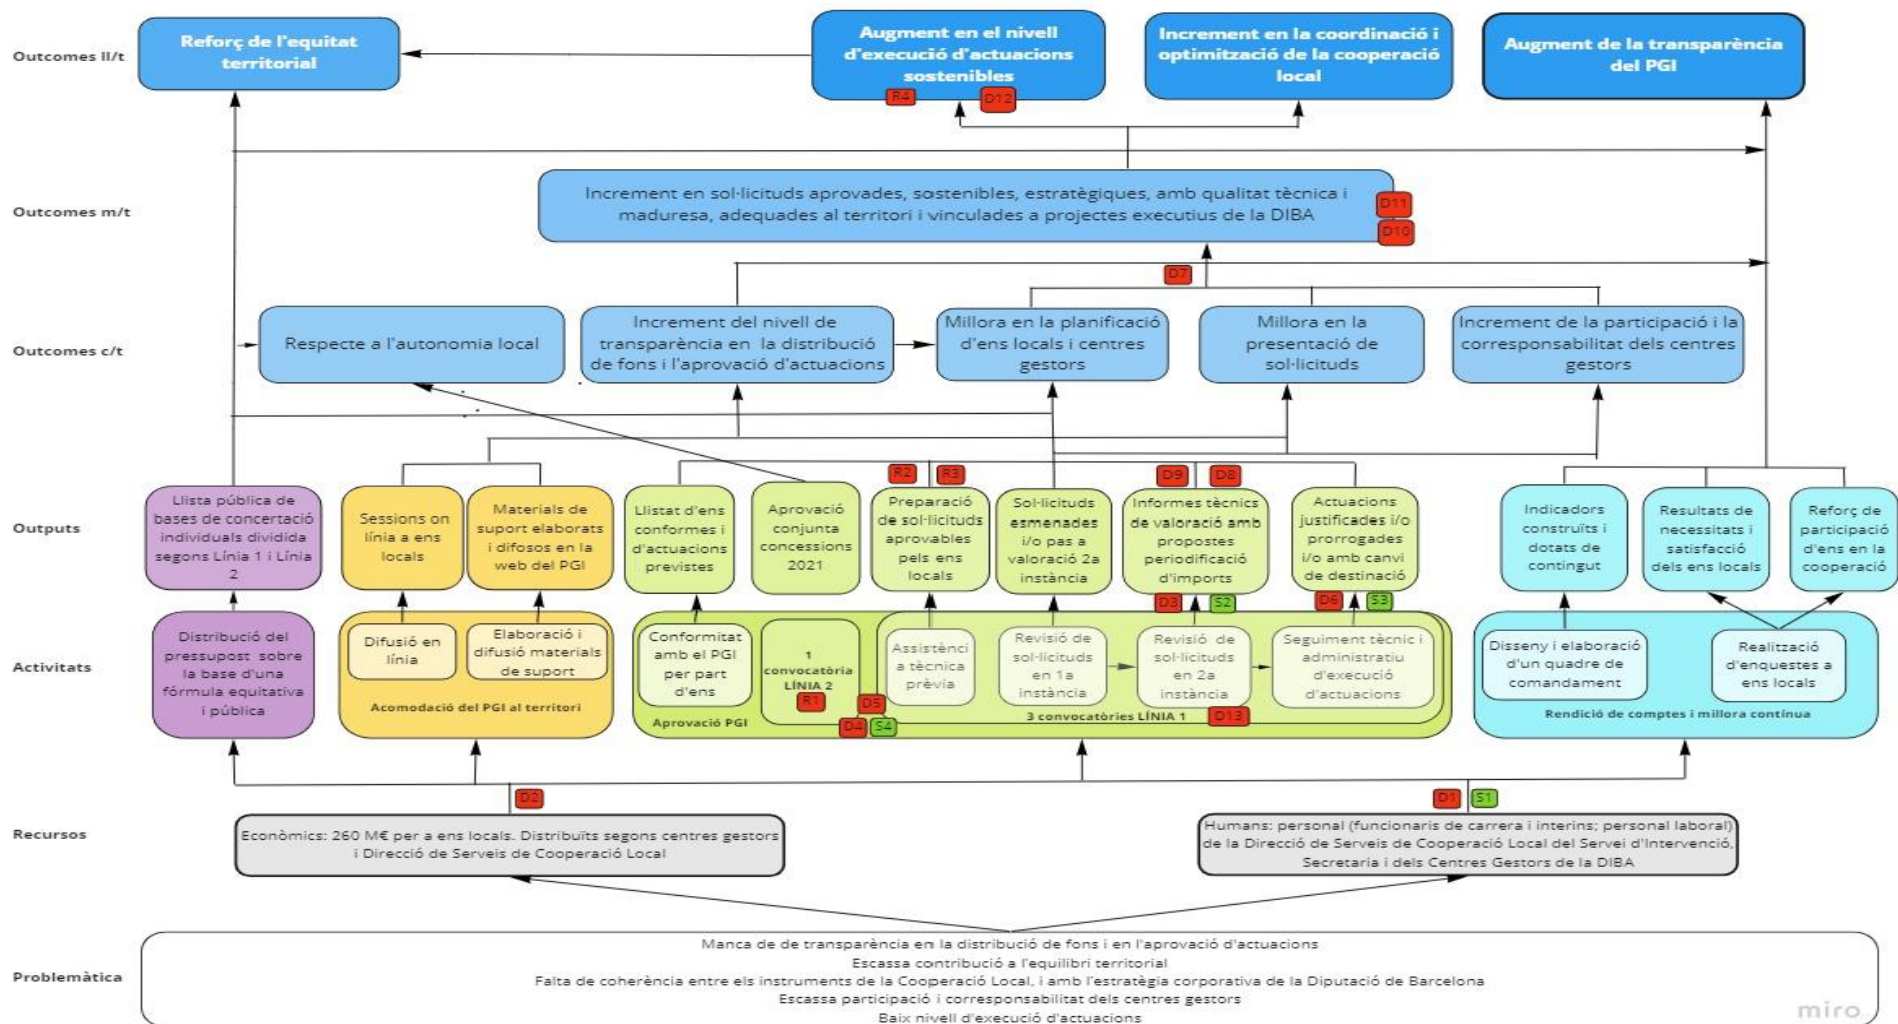 Outcomes ll/t
Reforç de l'equitat
territorial
Augment en el nivell
d'execució d'actuacions
sostenibles
R4
D12
Increment en la coordinació i
optimització de la cooperació
local
Augment de la transparència
del PGI
Outcomes m/t
Increment en sol·licituds aprovades, sostenibles, estratègiques, amb qualitat tècnica i
maduresa, adequades al territori i vinculades a projectes executius de la DIBA
D11
D10
D7
Outcomes c/t
Respecte a l'autonomia local
Increment del nivell de
transparència en la distribució
de fons i l'aprovació d'actuacions
Millora en la planificació
d'ens locals i centres
gestors
Millora en la
presentació de
sol·licituds
Increment de la participació i la
corresponsabilitat dels centres
gestors
R2
R3
D9
D8
Outputs
Llista pública de
bases de concertació
individuals dividida
segons Línia 1 i Línia
2
Sessions on
línia a ens
locals
Materials de
suport elaborats
i difosos en la
web del PGI
Llistat d'ens
conformes i
d'actuacions
previstes
Aprovació
conjunta
concessions
2021
Preparació
de sol·licituds
aprovables
pels ens
locals
Sol·licituds
esmenades
i/o pas a
valoració 2a
instància
Informes tècnics
de valoració amb
propostes
periodificació
d'imports
Actuacions
justificades i/o
prorrogades
i/o amb canvi
de destinació
Indicadors
construïts i
dotats de
contingut
Resultats de
necessitats i
satisfacció
dels ens locals
Reforç de
participació
d'ens en la
cooperació
D3
S2
D6
S3
Activitats
Distribució del
pressupost sobre
la base d'una
fórmula equitativa
i pública
Difusió en
línia
Elaboració i
difusió materials
de suport
Acomodació del PGI al territori
Conformitat
amb el PGI
per part
d'ens
Aprovació PGI
1
convocatòria
LÍNIA 2
R1
D5
D4
S4
Assistènci
a tècnica
prèvia
Revisió de
sol·licituds
en 1a
instància
Revisió de
sol·licituds
en 2a
instància
Seguiment tècnic i
administratiu
d'execució
d'actuacions
3 convocatòries LÍNIA 1
D13
Disseny i elaboració
d'un quadre de
comandament
Realització
d'enquestes a
ens locals
Rendició de comptes i millora contínua
D2
D1
S1
Recursos
Econòmics: 260 M€ per a ens locals. Distribuïts segons centres gestors
i Direcció de Serveis de Cooperació Local
Humans: personal (funcionaris de carrera i interins; personal laboral)
de la Direcció de Serveis de Cooperació Local del Servei d'Intervenció,
Secretaria i dels Centres Gestors de la DIBA
Problemàtica
Manca de de transparència en la distribució de fons i en l'aprovació d'actuacions
Escassa contribució a l'equilibri territorial
Falta de coherència entre els instruments de la Cooperació Local, i amb l'estratègia corporativa de la Diputació de Barcelona
Escassa participació i corresponsabilitat dels centres gestors
Baix nivell d'execució d'actuacions
miro